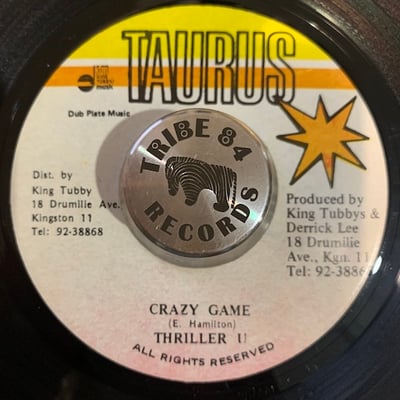 TAURUS
Dub Plate Music
TRIBE 84
RECORDS
Dist. by
King Tubby
18 Drumilie Ave.
Kingston 11
Tel: 92-38868
Produced by
King Tubbys &
Derrick Lee
18 Drumilie
Ave., Kgn. 11
Tel: 92-3886
CRAZY GAME
(E. Hamilton)
THRILLER U
ALL RIGHTS RESERVED